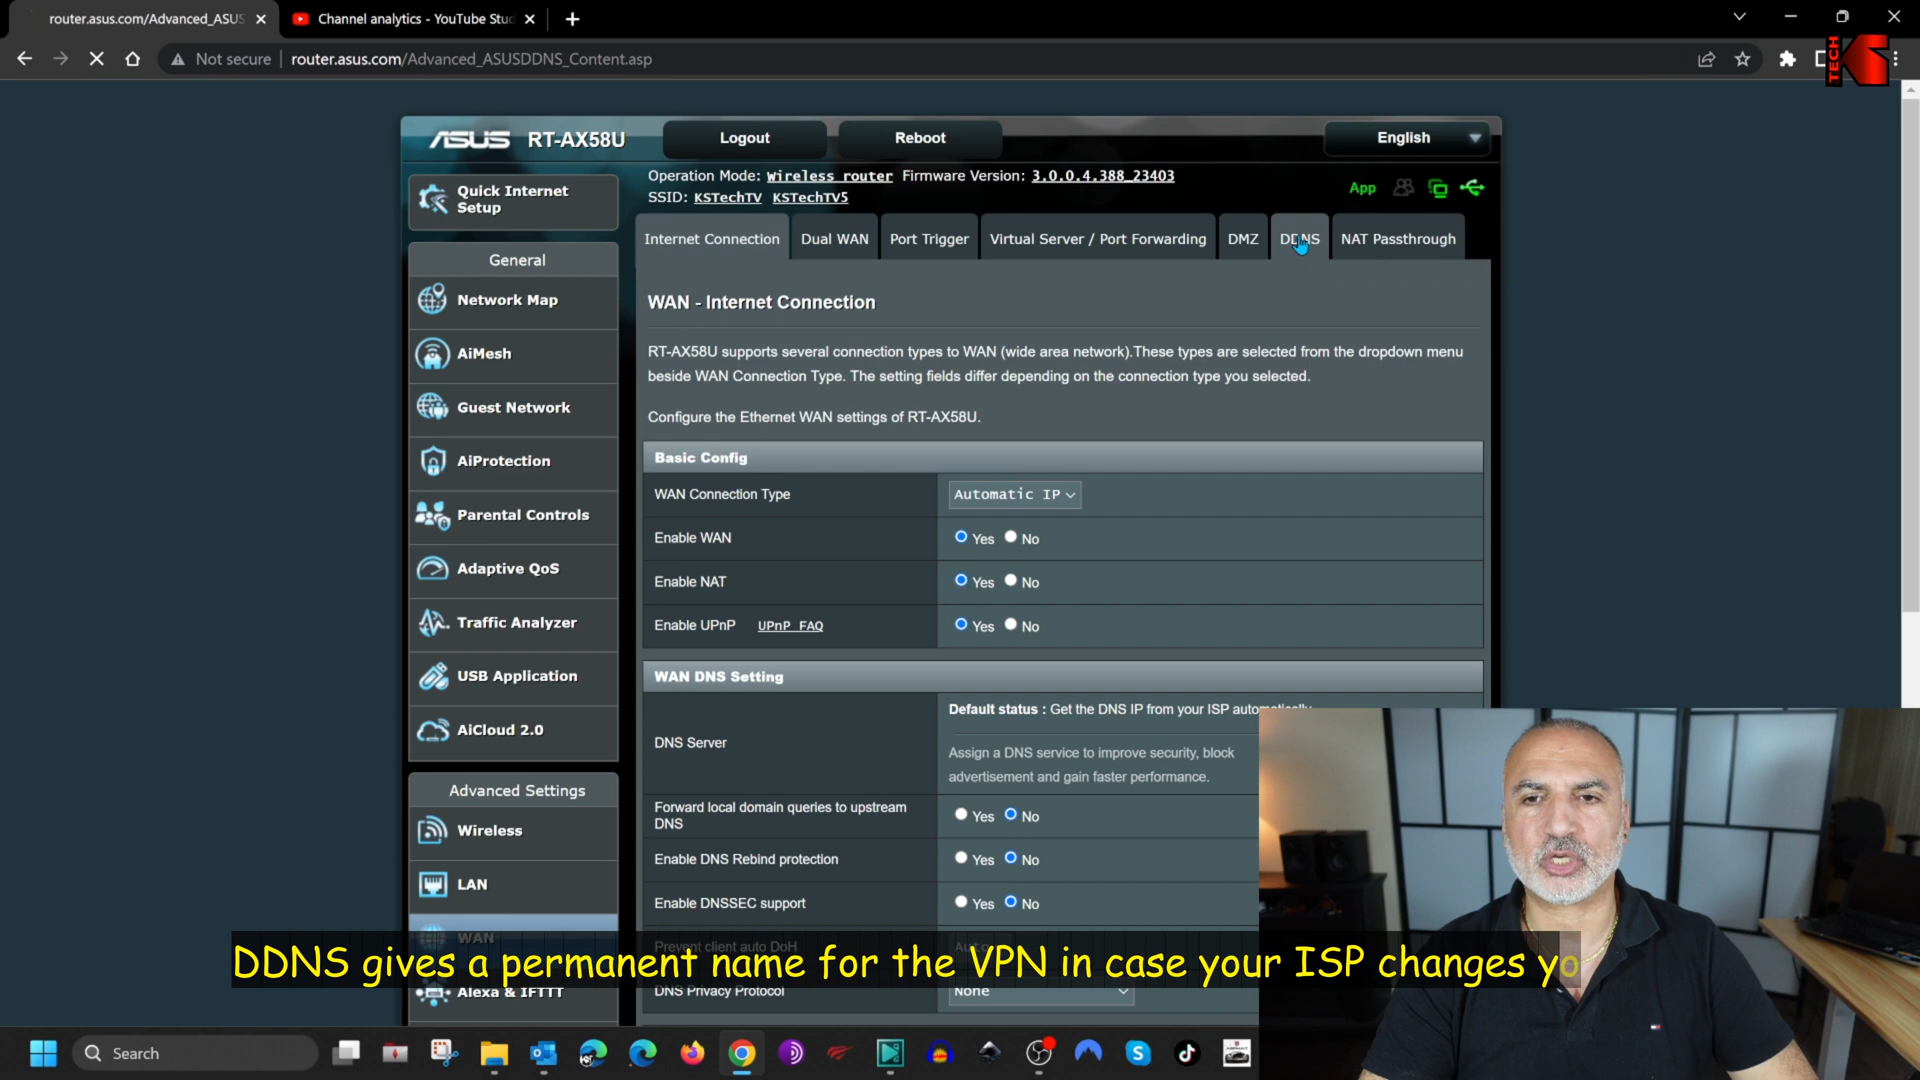 router.asus.com/Advanced_ASUS
Channel analytics - YouTube Stud
Not secure router.asus.com/Advanced_ASUSDDNS_Content.asp
TECH
ASUS RT-AX58U
Logout
Reboot
English
Operation Mode: Wireless router Firmware Version: 3.0.0.4.388_23403
SSID: KSTechTV KSTechTV5
App
Quick Internet
Setup
General
Network Map
AiMesh
Guest Network
AiProtection
Parental Controls
Adaptive QoS
Traffic Analyzer
USB Application
AiCloud 2.0
Advanced Settings
Wireless
LAN
WAN
Alexa & IFTTT
Internet Connection
Dual WAN
Port Trigger
Virtual Server / Port Forwarding
DMZ
DDNS
NAT Passthrough
WAN - Internet Connection
RT-AX58U supports several connection types to WAN (wide area network).These types are selected from the dropdown menu
beside WAN Connection Type. The setting fields differ depending on the connection type you selected.
Configure the Ethernet WAN settings of RT-AX58U.
Basic Config
WAN Connection Type Automatic IP
Enable WAN Yes No
Enable NAT Yes No
Enable UPnP UPnP FAQ Yes No
WAN DNS Setting
DNS Server
Default status : Get the DNS IP from your ISP automatically
Assign a DNS service to improve security, block
advertisement and gain faster performance.
Forward local domain queries to upstream
DNS
Yes No
Enable DNS Rebind protection Yes No
Enable DNSSEC support Yes No
Prevent client auto DoH Auto
DNS Privacy Protocol None
DDNS gives a permanent name for the VPN in case your ISP changes yo
Search